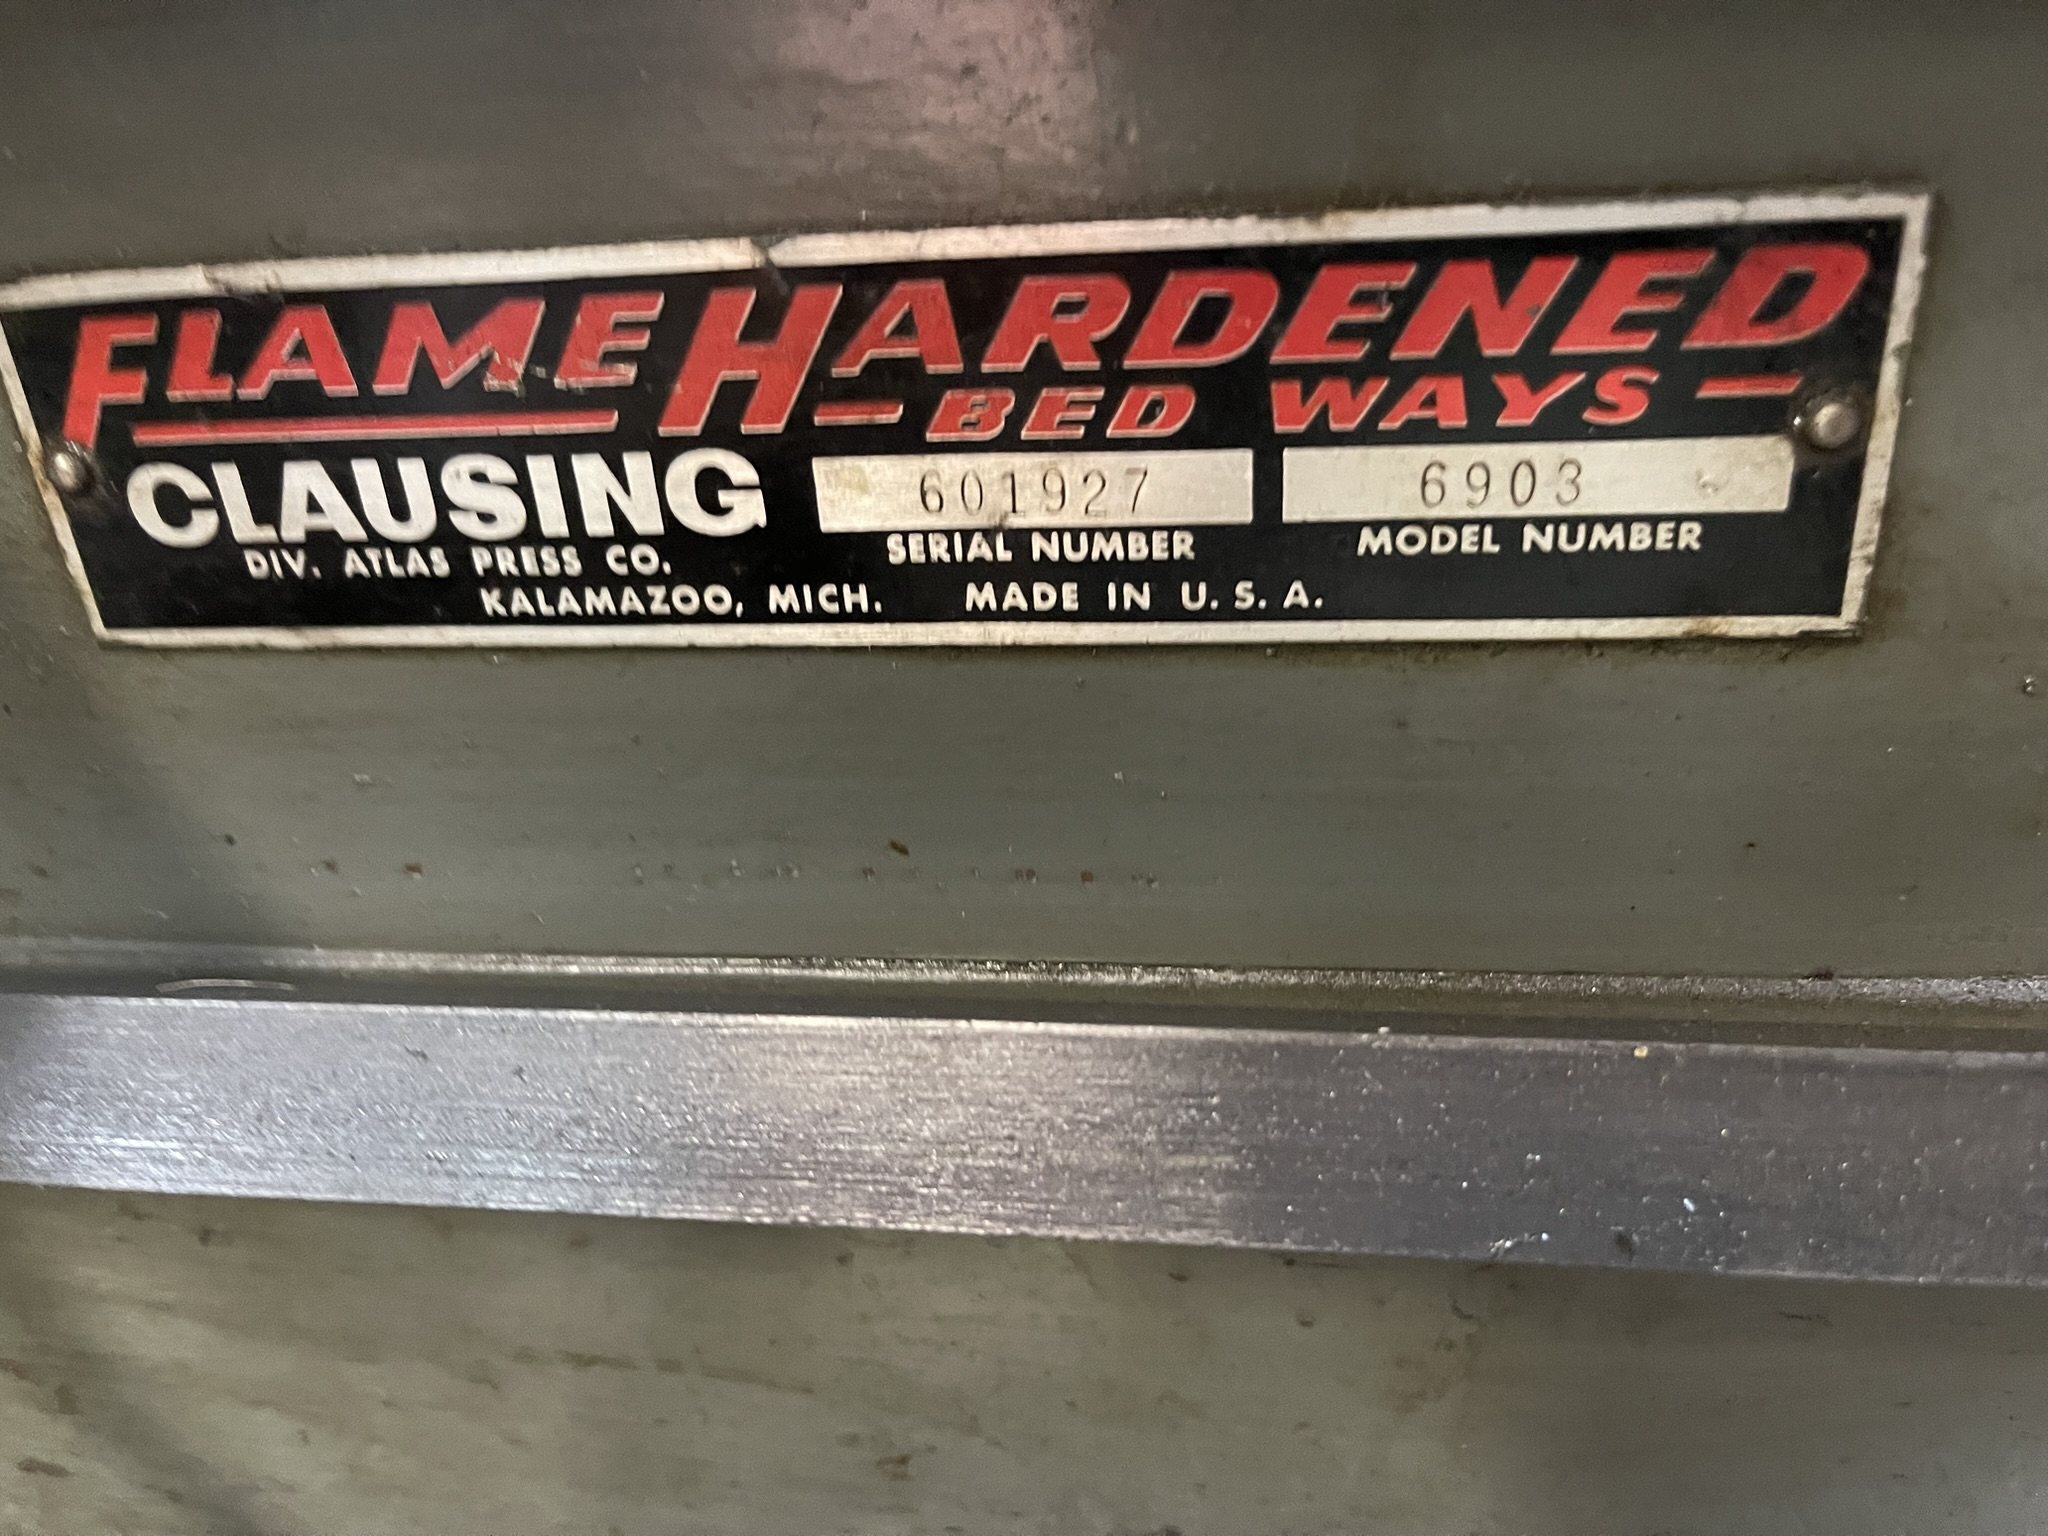 FLAME HARDENED
BED WAYS
CLAUSING
601927
6903
DIV. ATLAS PRESS CO.
SERIAL NUMBER
MODEL NUMBER
KALAMAZOO, MICH. MADE IN U.S.A.